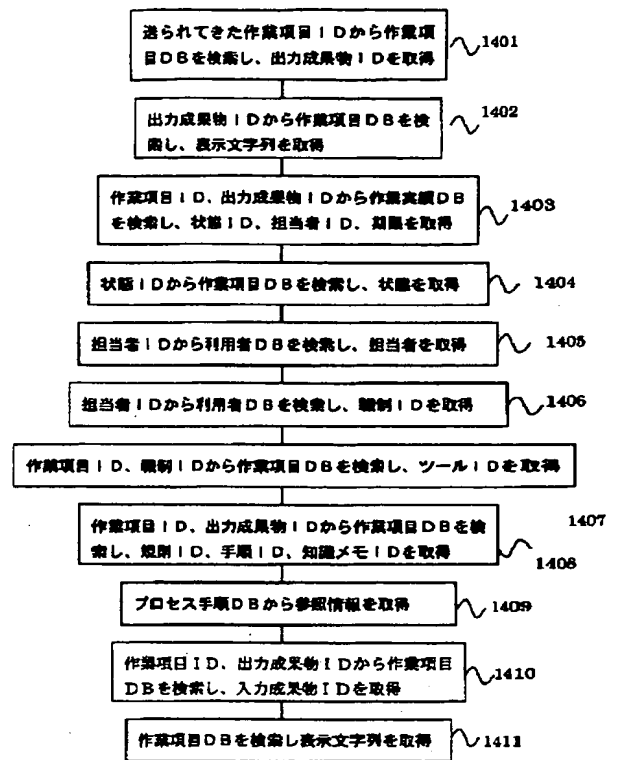 送られてきた作業項目IDから作業項
目DBを検索し、出力成果物IDを取得
1401
出力成果物IDから作業項目DBを検
索し、表示文字列を取得
1402
作業項目ID、出力成果物IDから作業実績DB
を検索し、状態ID、担当者ID、期限を取得
1403
状態IDから作業項目DBを検索し、状態を取得
1404
担当者IDから利用者DBを検索し、担当者を取得
1405
担当者IDから利用者DBを検索し、職制IDを取得
1406
作業項目ID、職制IDから作業項目DBを検索し、ツールIDを取得
1407
作業項目ID、出力成果物IDから作業項目DBを検
索し、規則ID、手順ID、知識メモIDを取得
1408
プロセス手順DBから参照情報を取得
1409
作業項目ID、出力成果物IDから作業項目
DBを検索し、入力成果物IDを取得
1410
作業項目DBを検索し表示文字列を取得
1411